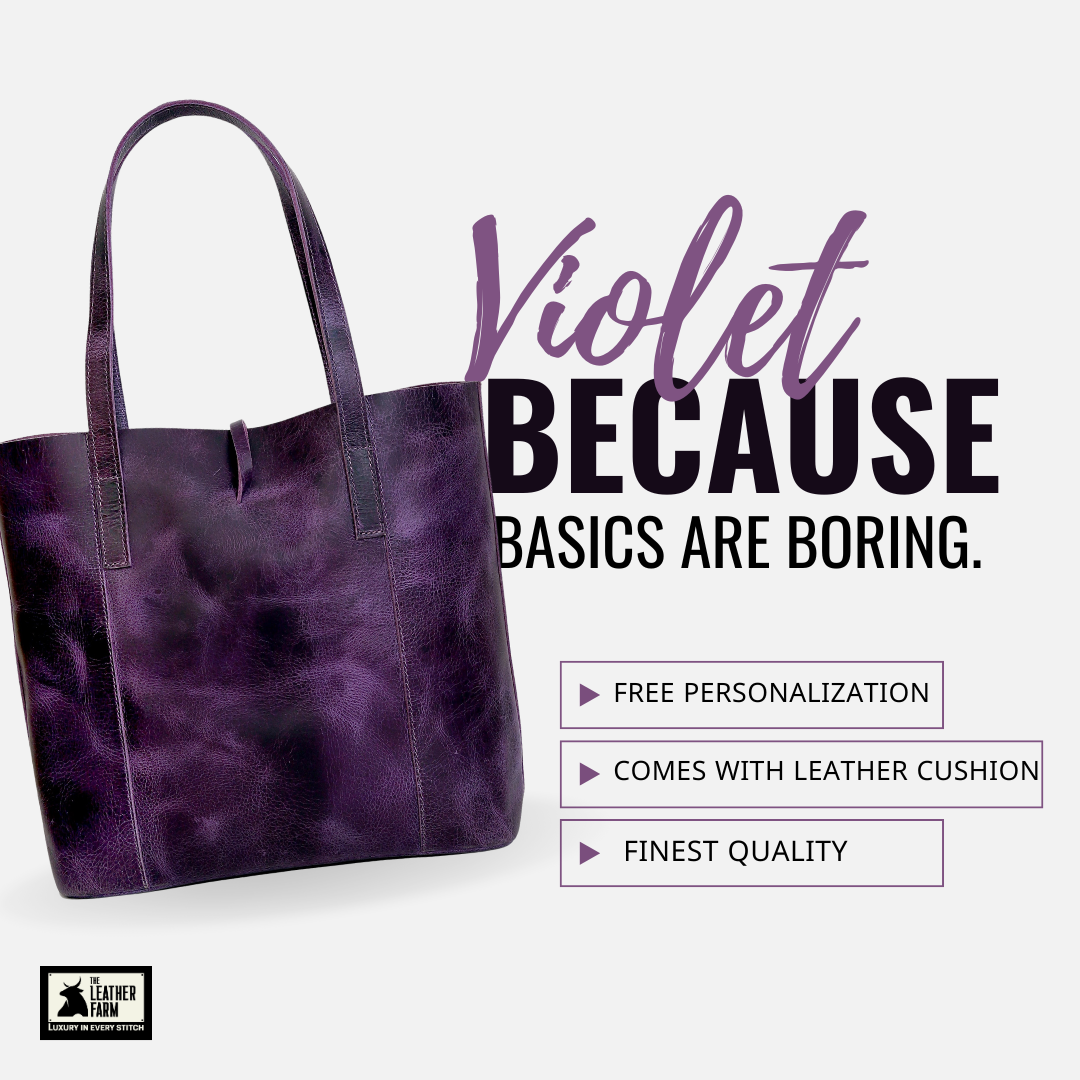 Violet
BECAUSE
BASICS ARE BORING.
FREE PERSONALIZATION
COMES WITH LEATHER CUSHION
FINEST QUALITY
THE
LEATHER
FARM
LUXURY IN EVERY STITCH